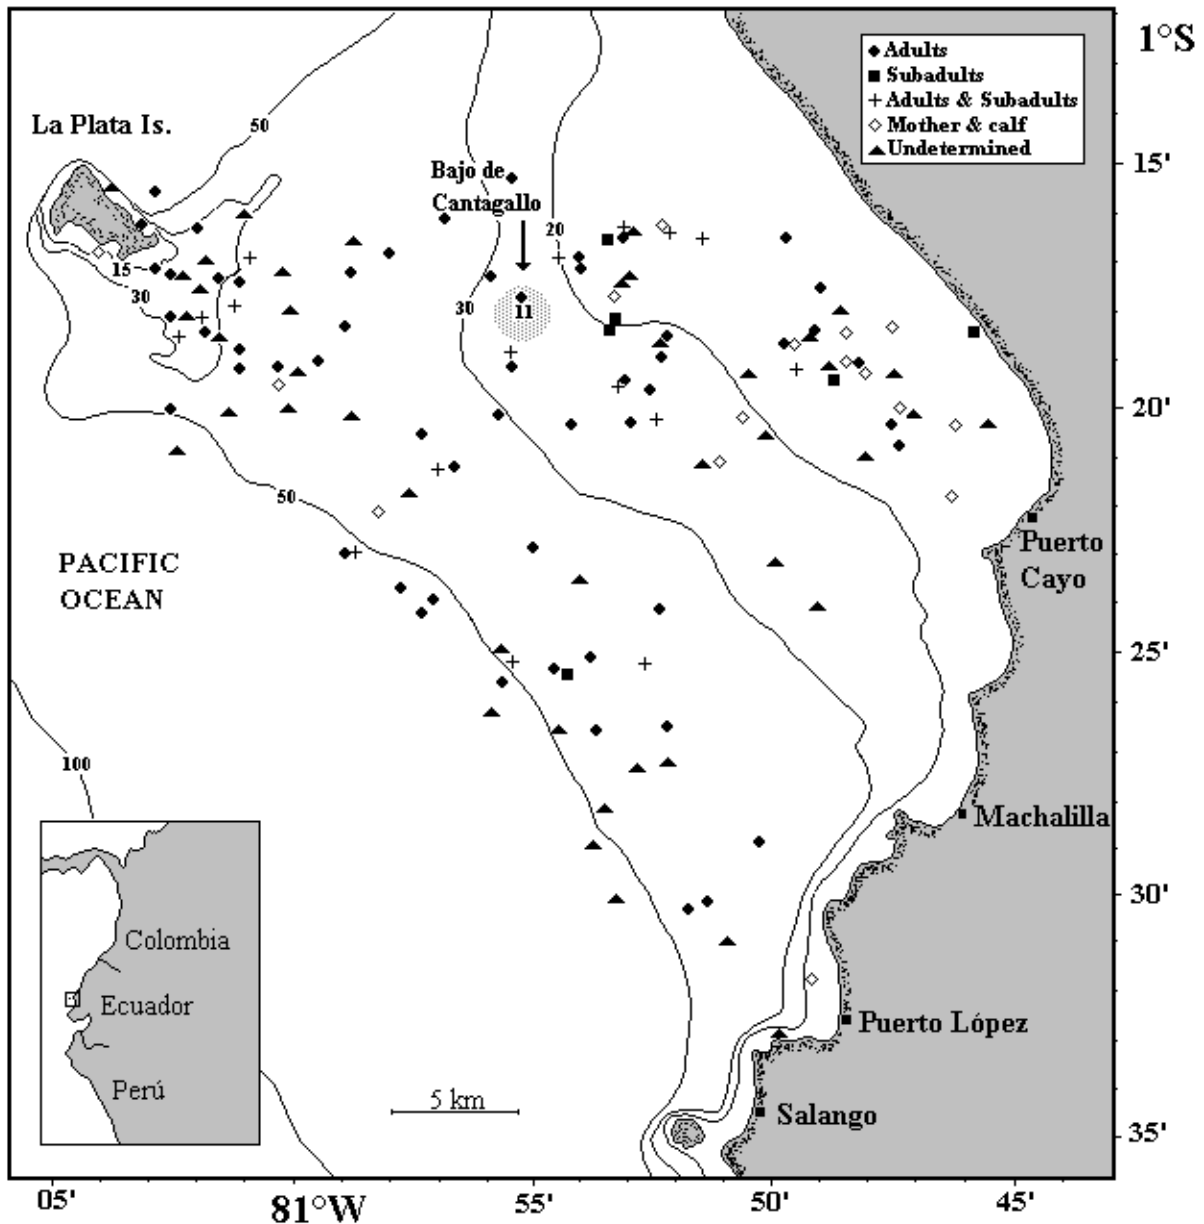 1°S
Adults
Subadults
Adults & Subadults
Mother & calf
Undetermined
La Plata Is.
50
15'
Bajo de
Cantagallo
20
15
30
30
11
20'
50
PACIFIC
OCEAN
Puerto
Cayo
25'
100
Machalilla
30'
Colombia
Ecuador
Perú
Puerto López
5 km
Salango
35'
05'
81°W
55'
50'
45'